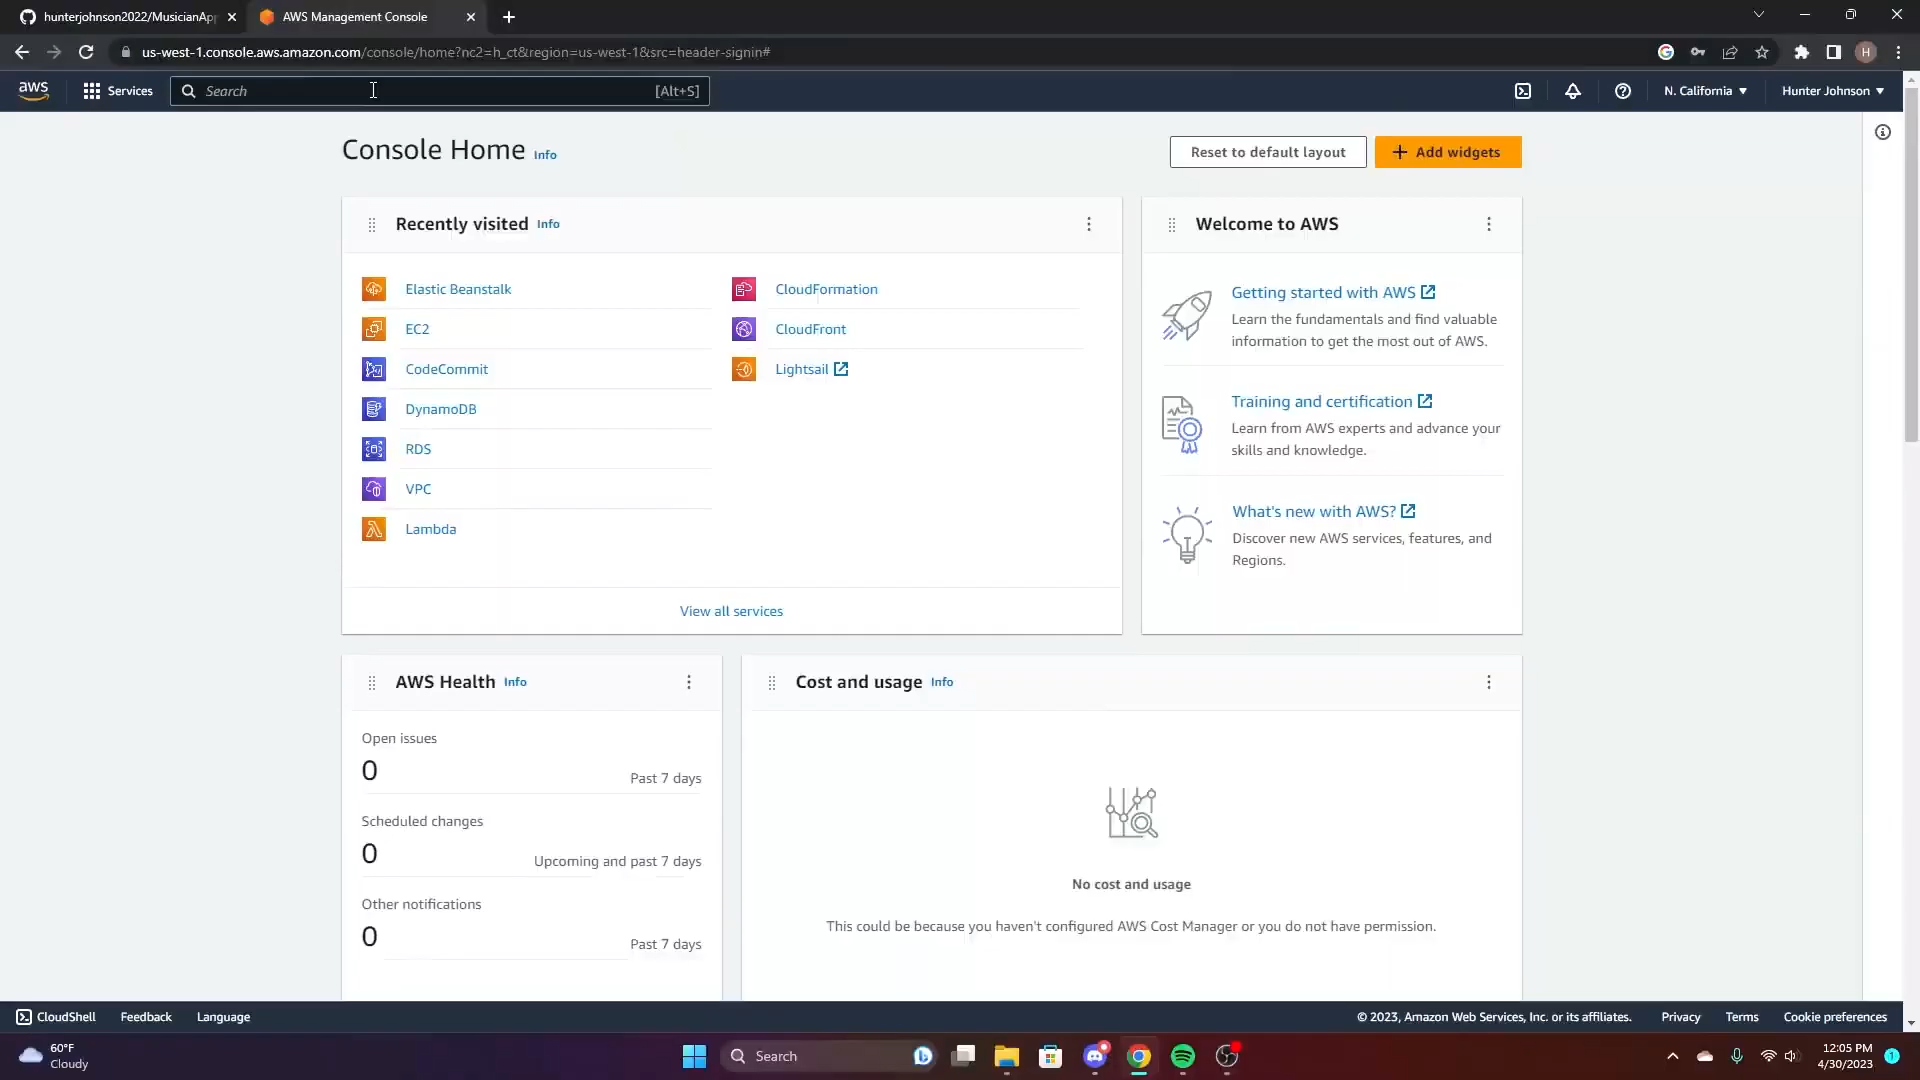 hunterjohnson2022/MusicianApp
AWS Management Console
us-west-1.console.aws.amazon.com/console/home?nc2=h_ct&region=us-west-1&src=header-signin#
H
aws
Services
Search
[Alt+S]
N. California
Hunter Johnson
Console Home Info
Reset to default layout
Add widgets
Recently visited Info
Elastic Beanstalk
EC2
CodeCommit
DynamoDB
RDS
VPC
Lambda
CloudFormation
CloudFront
Lightsail
View all services
Welcome to AWS
Getting started with AWS
Learn the fundamentals and find valuable
information to get the most out of AWS.
Training and certification
Learn from AWS experts and advance your
skills and knowledge.
What's new with AWS?
Discover new AWS services, features, and
Regions.
AWS Health Info
Open issues
0
Past 7 days
Scheduled changes
0
Upcoming and past 7 days
Other notifications
0
Past 7 days
Cost and usage Info
No cost and usage
This could be because you haven't configured AWS Cost Manager or you do not have permission.
CloudShell
Feedback
Language
© 2023, Amazon Web Services, Inc. or its affiliates.
Privacy
Terms
Cookie preferences
60°F
Cloudy
Search
12:05 PM
4/30/2023
1